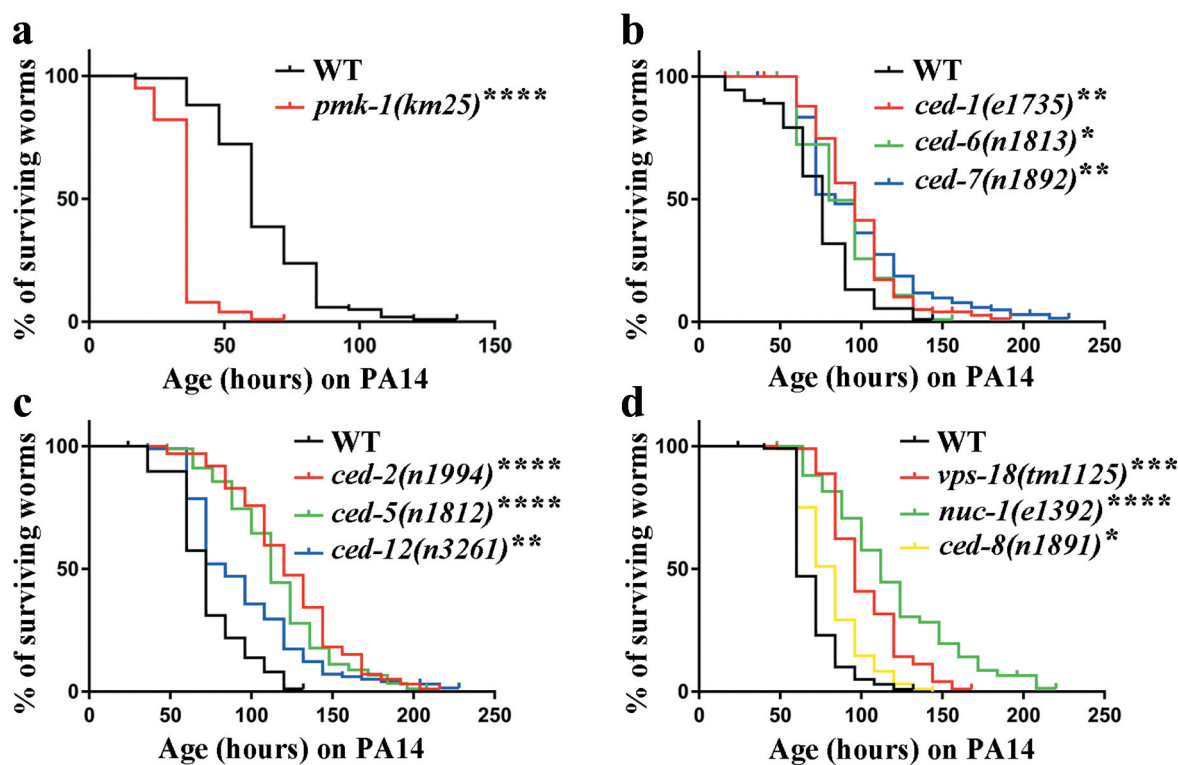 a
WT
pmk-1(km25)****
% of surviving worms
100
50
0
0 50 100 150
Age (hours) on PA14
b
WT
ced-1(e1735)**
ced-6(n1813)*
ced-7(n1892)**
% of surviving worms
100
50
0
0 50 100 150 200 250
Age (hours) on PA14
c
WT
ced-2(n1994)****
ced-5(n1812)****
ced-12(n3261)**
% of surviving worms
100
50
0
0 50 100 150 200 250
Age (hours) on PA14
d
WT
vps-18(tm1125)***
nuc-1(e1392)****
ced-8(n1891)*
% of surviving worms
100
50
0
0 50 100 150 200 250
Age (hours) on PA14